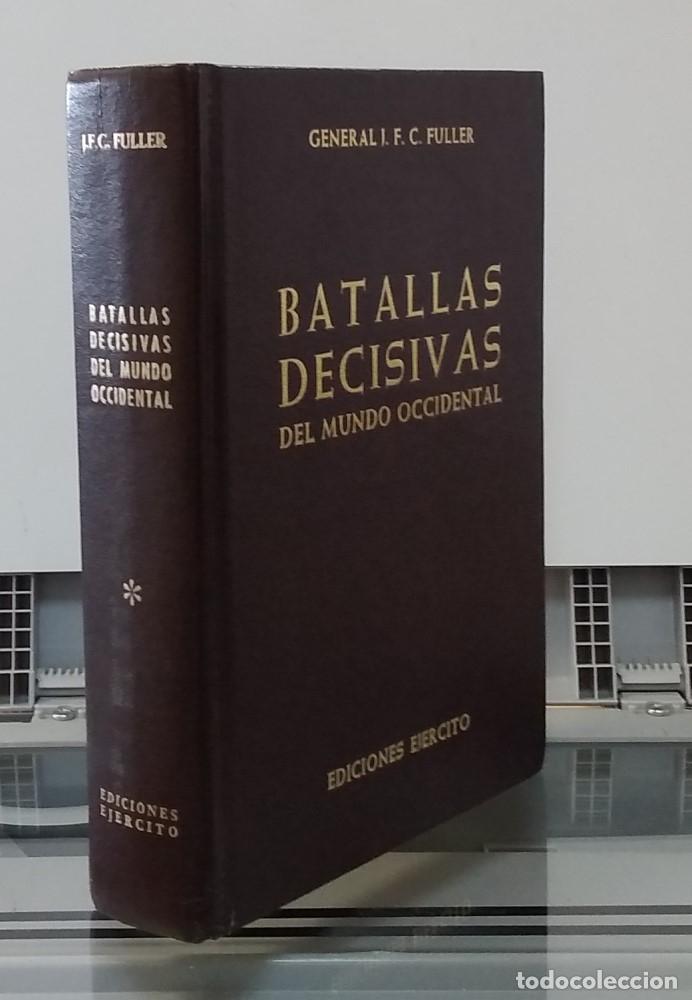 J.F.C. FULLER
BATALLAS
DECISIVAS
DEL MUNDO
OCCIDENTAL
*
EDICIONES
EJERCITO
GENERAL J. F. C. FULLER
BATALLAS
DECISIVAS
DEL MUNDO OCCIDENTAL
EDICIONES EJERCITO
todocoleccion